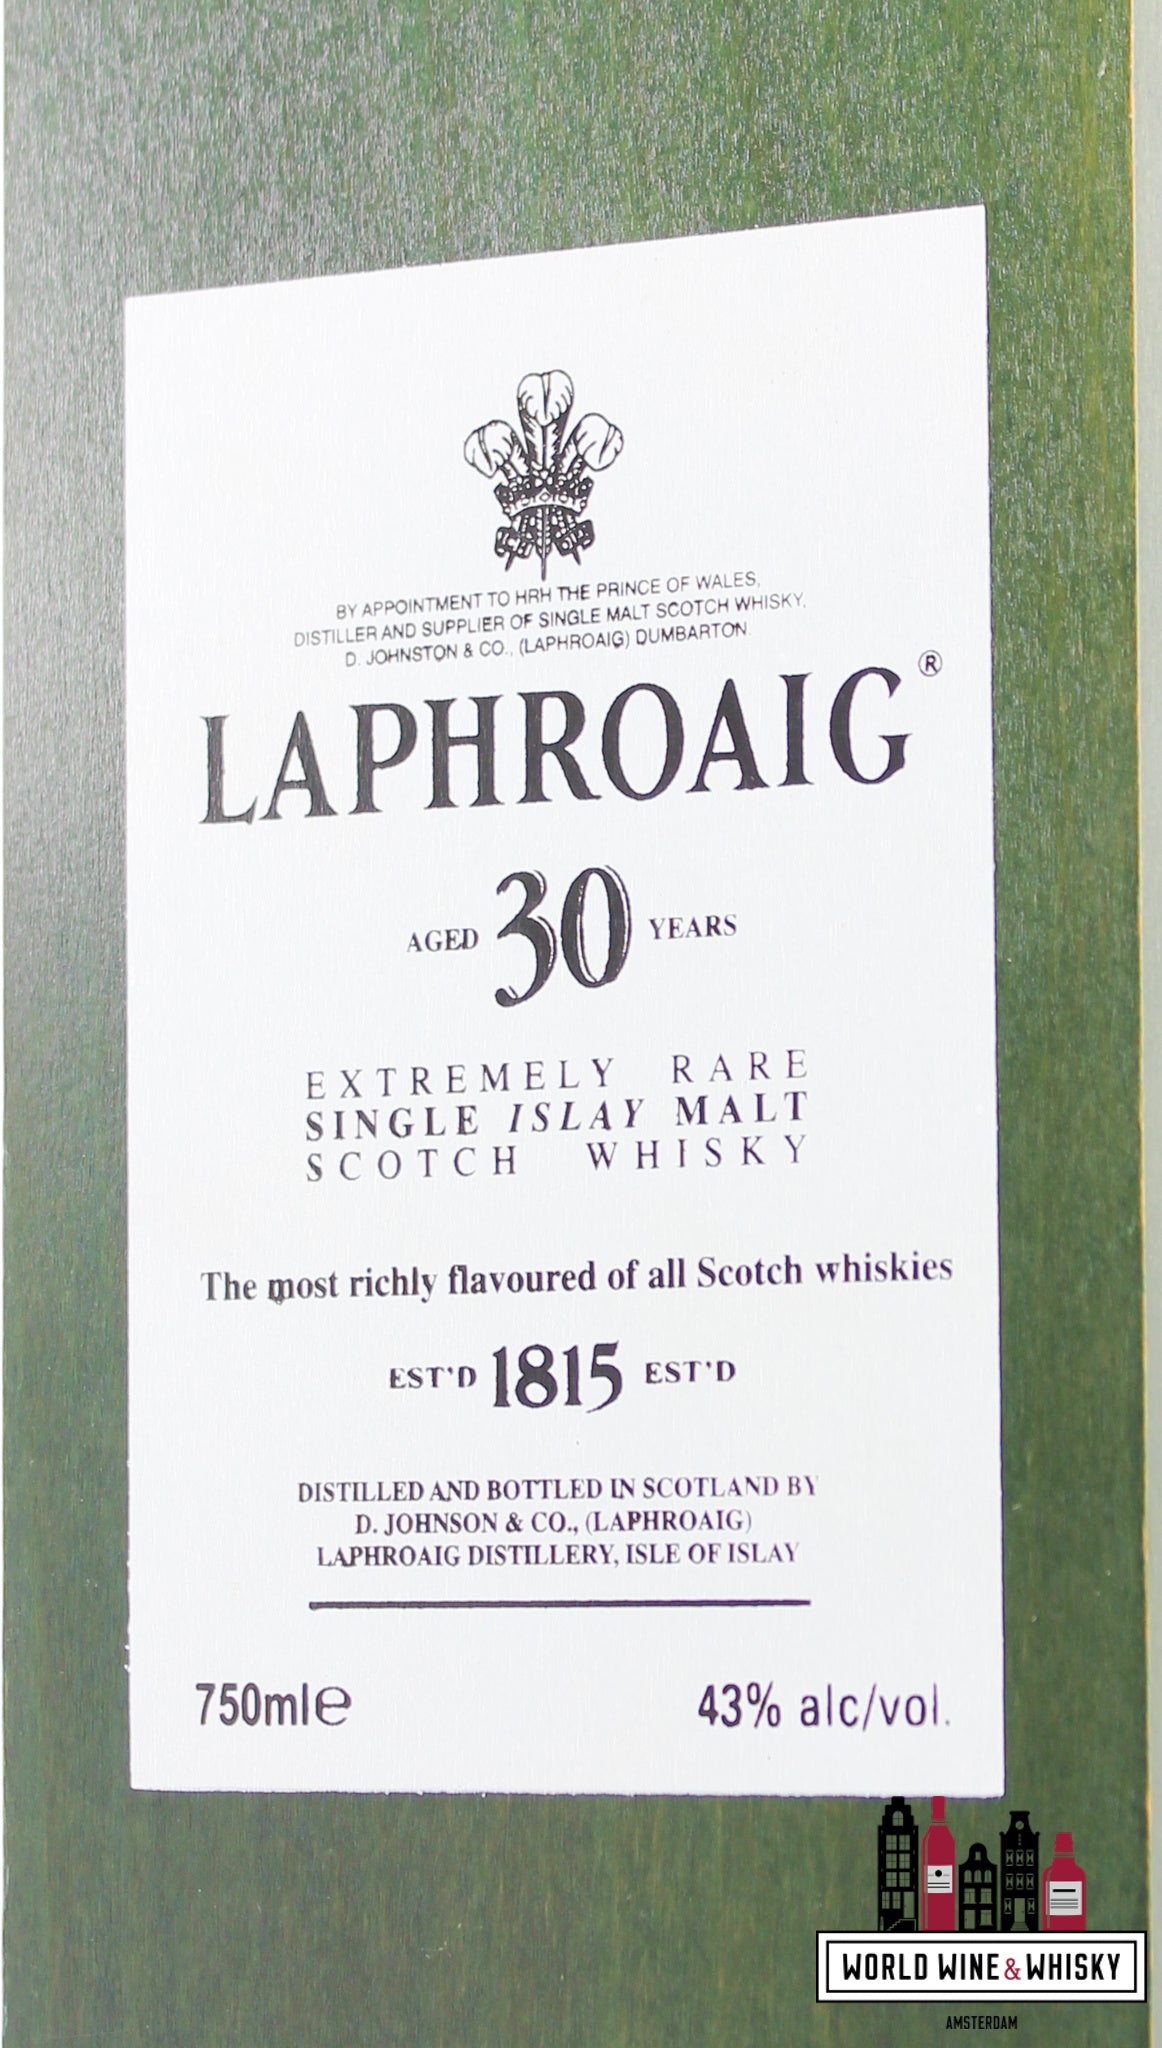 BY APPOINTMENT TO HRH THE PRINCE OF WALES,
DISTILLER AND SUPPLIER OF SINGLE MALT SCOTCH WHISKY,
D. JOHNSTON & CO., (LAPHROAIG) DUMBARTON.
LAPHROAIG®
AGED 30 YEARS
EXTREMELY RARE
SINGLE ISLAY MALT
SCOTCH WHISKY
The most richly flavoured of all Scotch whiskies
EST'D 1815 EST'D
DISTILLED AND BOTTLED IN SCOTLAND BY
D. JOHNSON & CO., (LAPHROAIG)
LAPHROAIG DISTILLERY, ISLE OF ISLAY
750ml℮ 43% alc/vol.
WORLD WINE & WHISKY
AMSTERDAM